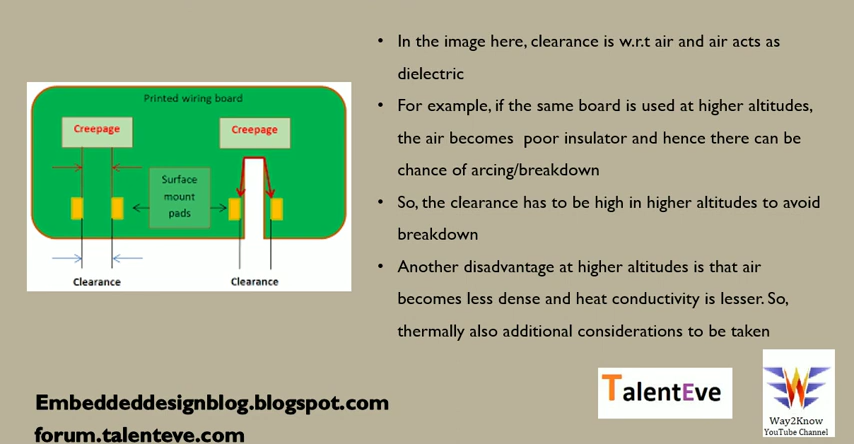 Printed wiring board
Creepage
Creepage
Surface
mount
pads
Clearance
Clearance
• In the image here, clearance is w.r.t air and air acts as
dielectric
• For example, if the same board is used at higher altitudes,
the air becomes poor insulator and hence there can be
chance of arcing/breakdown
• So, the clearance has to be high in higher altitudes to avoid
breakdown
• Another disadvantage at higher altitudes is that air
becomes less dense and heat conductivity is lesser. So,
thermally also additional considerations to be taken
TalentEve
Way2Know
YouTube Channel
Embeddeddesignblog.blogspot.com
forum.talenteve.com